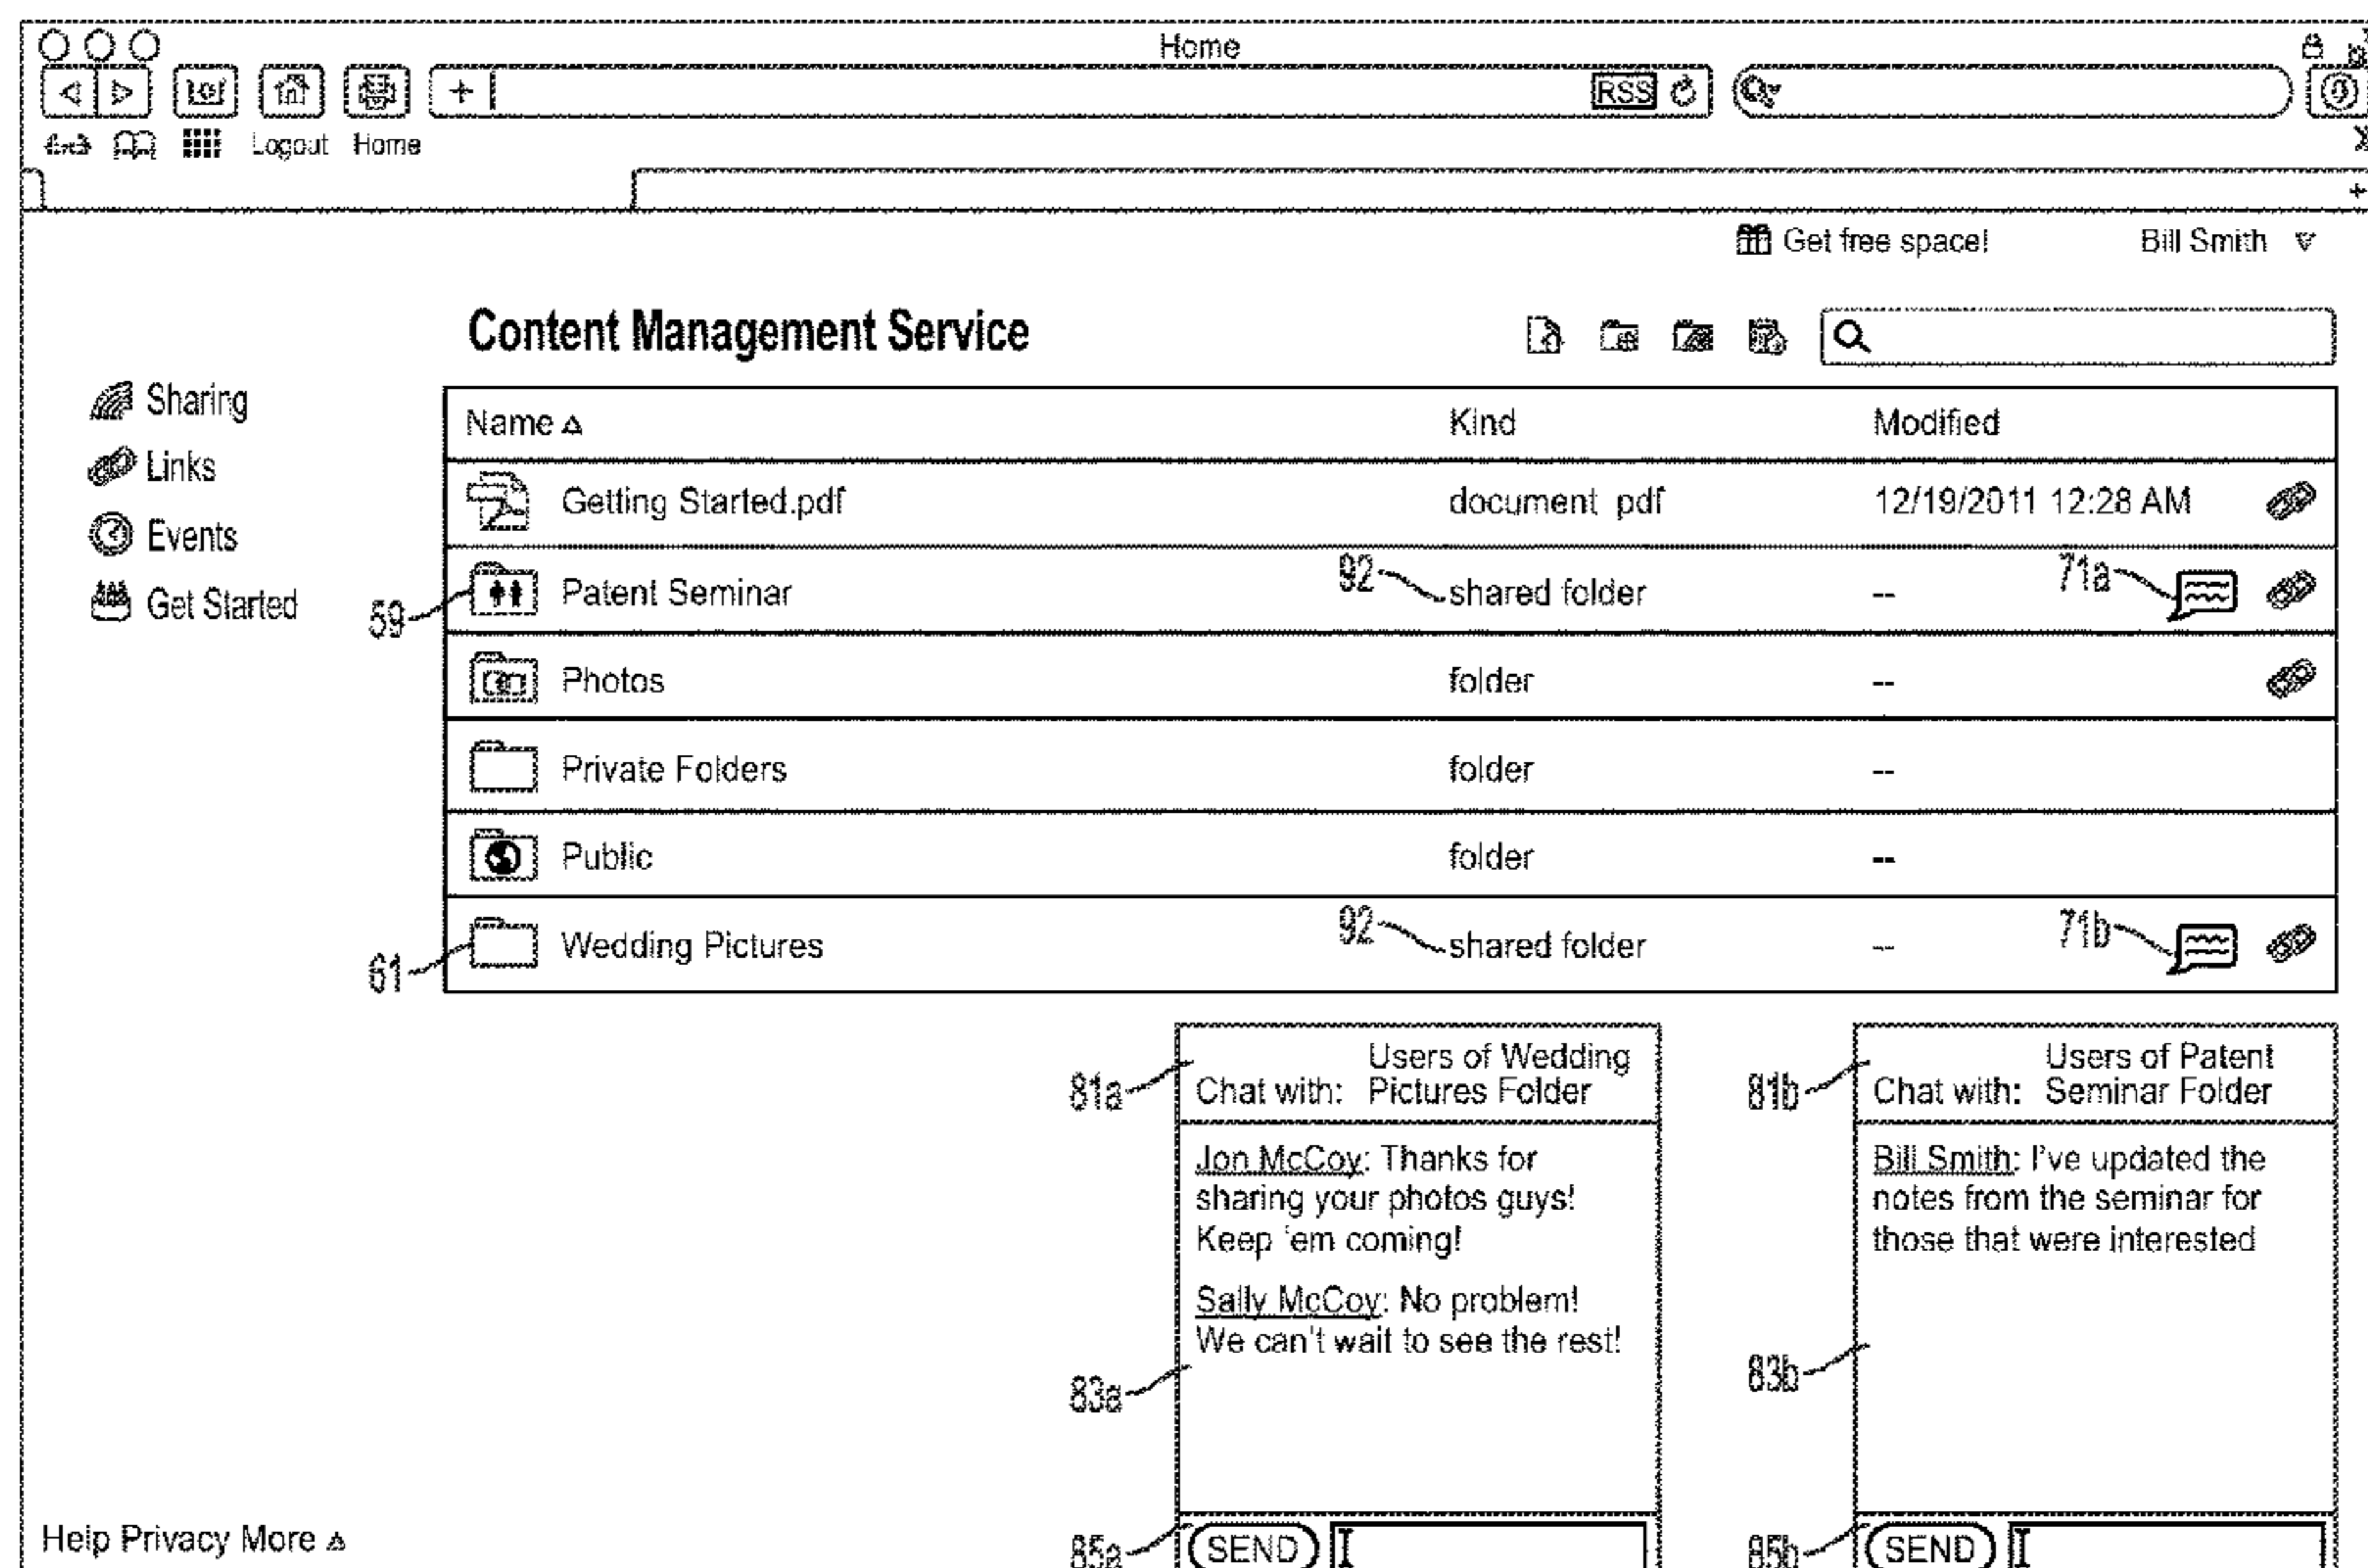 Home
RSS
Logout Home
Get free space! Bill Smith
Content Management Service
Sharing
Links
Events
Get Started
Name Kind Modified
Getting Started.pdf document pdf 12/19/2011 12:28 AM
59 Patent Seminar 92 shared folder -- 71a
Photos folder --
Private Folders folder --
Public folder --
61 Wedding Pictures 92 shared folder -- 71b
81a
Users of Wedding
Chat with: Pictures Folder
Jon McCoy: Thanks for
sharing your photos guys!
Keep 'em coming!
Sally McCoy: No problem!
We can't wait to see the rest!
83a
85a SEND
81b
Users of Patent
Chat with: Seminar Folder
Bill Smith: I've updated the
notes from the seminar for
those that were interested
83b
85b SEND
Help Privacy More